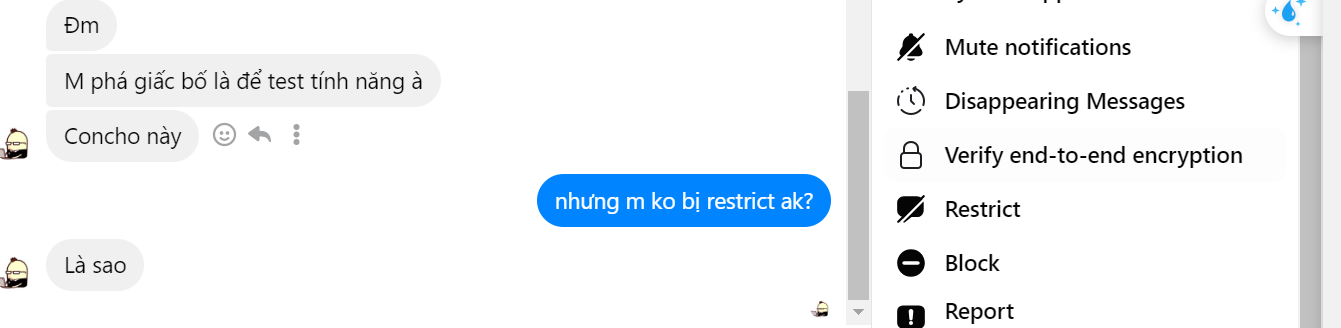 Đm
M phá giấc bố là để test tính năng à
Concho này
nhưng m ko bị restrict ak?
Là sao
Mute notifications
Disappearing Messages
Verify end-to-end encryption
Restrict
Block
Report